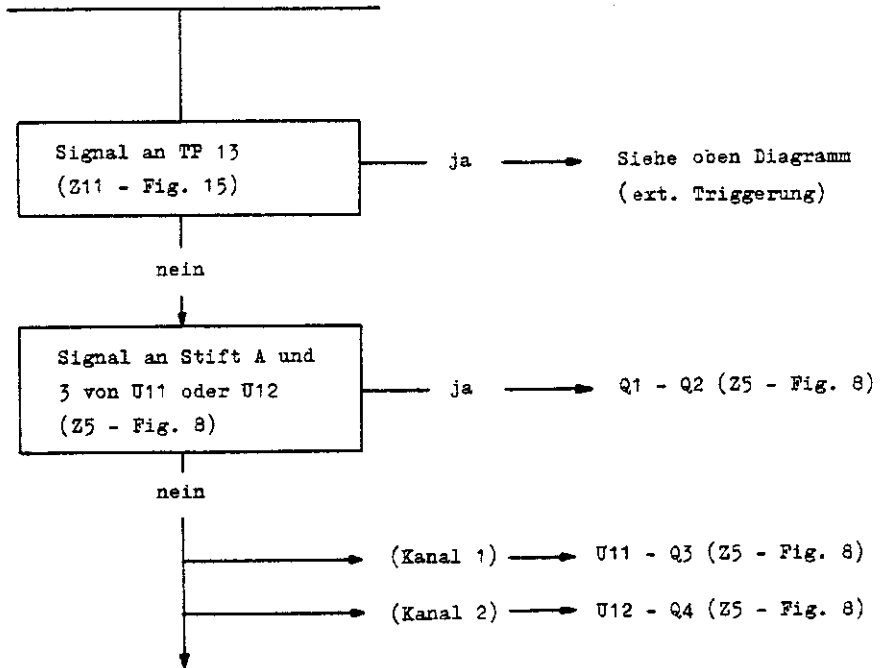 Signal an TP 13
(Z11 - Fig. 15)
ja
Siehe oben Diagramm
(ext. Triggerung)
nein
Signal an Stift A und
3 von U11 oder U12
(Z5 - Fig. 8)
ja
Q1 - Q2 (Z5 - Fig. 8)
nein
(Kanal 1)
U11 - Q3 (Z5 - Fig. 8)
(Kanal 2)
U12 - Q4 (Z5 - Fig. 8)